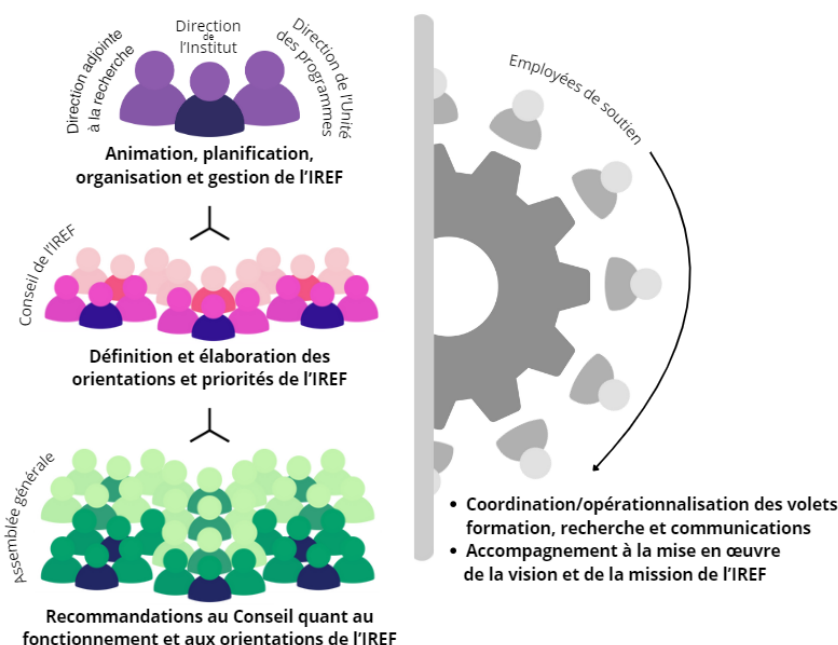 Direction adjointe
à la recherche
Direction
de
l'Institut
Direction de l'Unité
des programmes
Animation, planification,
organisation et gestion de l'IREF
Conseil de l'IREF
Définition et élaboration des
orientations et priorités de l'IREF
Assemblée générale
Recommandations au Conseil quant au
fonctionnement et aux orientations de l'IREF
Employées de soutien
• Coordination/opérationnalisation des volets
formation, recherche et communications
• Accompagnement à la mise en œuvre
de la vision et de la mission de l'IREF